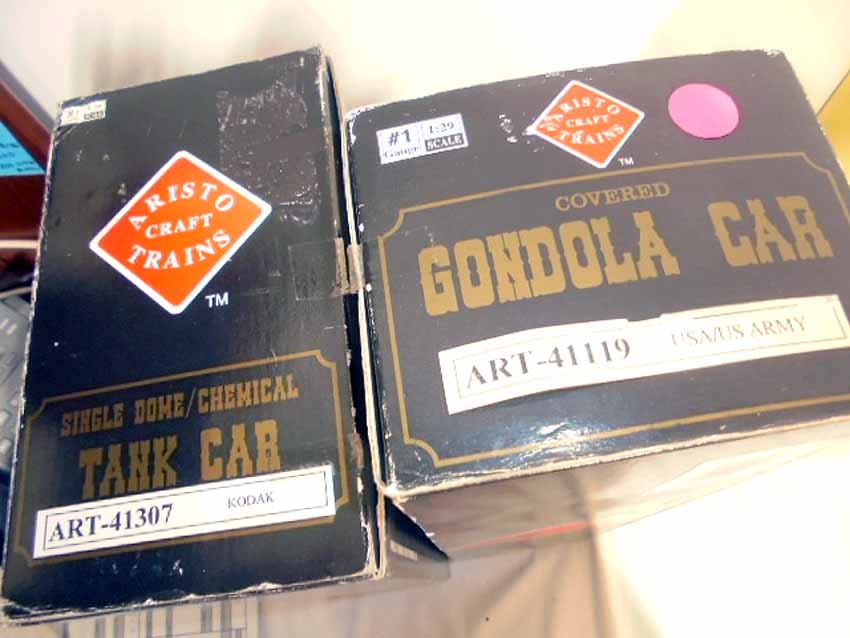 ARISTO
CRAFT
TRAINS
TM
SINGLE DOME/CHEMICAL
TANK CAR
ART-41307 KODAK
#1 1:29
Gauge SCALE
ARISTO
CRAFT
TRAINS
TM
COVERED
GONDOLA CAR
ART-41119 USA/US ARMY